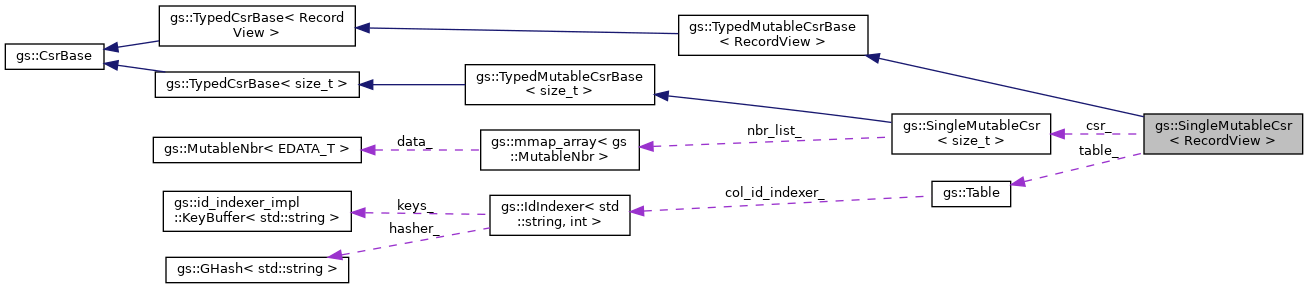 gs::CsrBase
gs::TypedCsrBase< Record
View >
gs::TypedCsrBase< size_t >
gs::MutableNbr< EDATA_T >
gs::id_indexer_impl
::KeyBuffer< std::string >
gs::GHash< std::string >
data_
keys_
hasher_
gs::TypedMutableCsrBase
< size_t >
gs::mmap_array< gs
::MutableNbr >
gs::IdIndexer< std
::string, int >
gs::TypedMutableCsrBase
< RecordView >
nbr_list_
col_id_indexer_
gs::SingleMutableCsr
< size_t >
gs::Table
csr_
table_
gs::SingleMutableCsr
< RecordView >